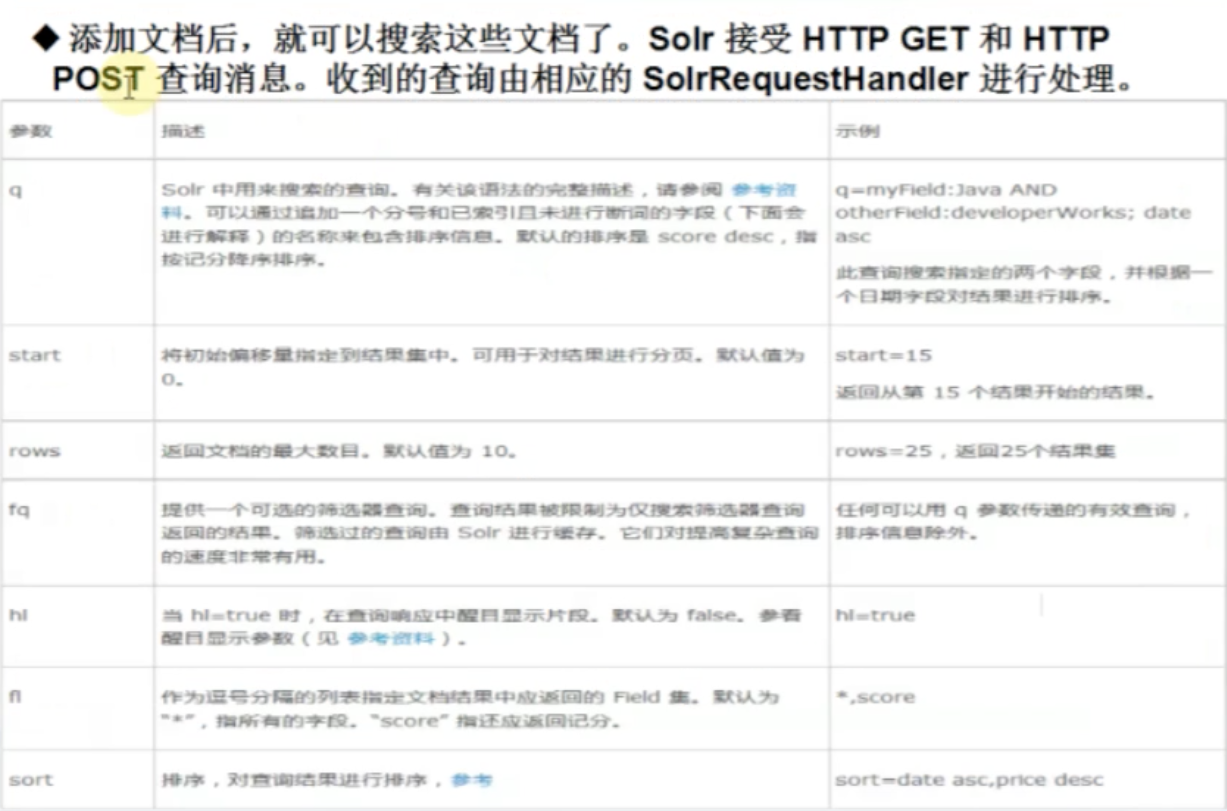 ◆ 添加文档后，就可以搜索这些文档了。Solr 接受 HTTP GET 和 HTTP
POST 查询消息。收到的查询由相应的 SolrRequestHandler 进行处理。
参数 描述 示例
q
Solr 中用来搜索的查询。有关该语法的完整描述，请参阅 参考资
料。可以通过追加一个分号和已索引且未进行断词的字段（下面会
进行解释）的名称来包含排序信息。默认的排序是 score desc，指
按记分降序排序。
q=myField:Java AND
otherField:developerWorks; date
asc
此查询搜索指定的两个字段，并根据一
个日期字段对结果进行排序。
start
将初始偏移量指定到结果集中。可用于对结果进行分页。默认值为
0。
start=15
返回从第 15 个结果开始的结果。
rows
返回文档的最大数目。默认值为 10。
rows=25，返回25个结果集
fq
提供一个可选的筛选器查询。查询结果被限制为仅搜索筛选器查询
返回的结果。筛选过的查询由 Solr 进行缓存。它们对提高复杂查询
的速度非常有用。
任何可以用 q 参数传递的有效查询，
排序信息除外。
hl
当 hl=true 时，在查询响应中醒目显示片段。默认为 false。参看
醒目显示参数（见 参考资料）。
hl=true
fl
作为逗号分隔的列表指定文档结果中应返回的 Field 集。默认为
“*”，指所有的字段。“score” 指还应返回记分。
*,score
sort
排序，对查询结果进行排序，参考
sort=date asc,price desc